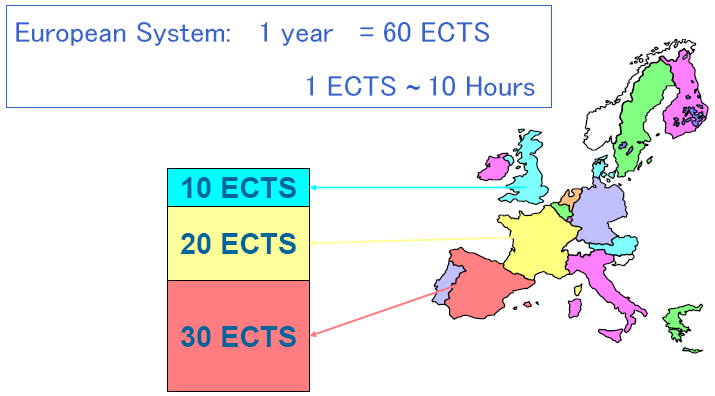 European System: 1 year = 60 ECTS
1 ECTS ~ 10 Hours
10 ECTS
20 ECTS
30 ECTS